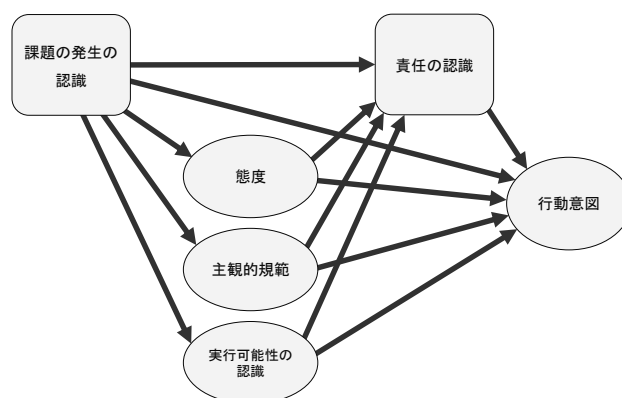 課題の発生の
認識
責任の認識
態度
行動意図
主観的規範
実行可能性の
認識